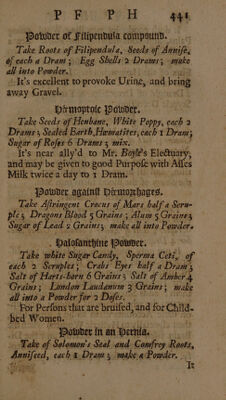 P F P H 441
Powder of Filipendula compound.
Take Roots of Filipendula, Seeds of Annise,
of each a Dram; Egg Shells 2 Drams; make
all into Powder.
It's excellent to provoke Urine, and bring
away Gravel.
Hæmoptoic Powder.
Take Seeds of Henbane, White Poppy, each 2
Drams; Sealed Earth, Hæmatites, each 1 Dram;
Sugar of Roses 6 Drams; mix.
It's near ally'd to Mr. Boyle's Electuary,
and may be given to good Purpose with Asses
Milk twice a day to 1 Dram.
Powder against Hæmorrhages.
Take Astringent Crocus of Mars half a Scru-
ple; Dragons Blood 5 Grains; Alum 5 Grains;
Sugar of Lead 2 Grains; make all into Powder.
Powder.
Take white Sugar Candy, Sperma Ceti, of
each 2 Scruples; Crabs Eyes half a Dram;
Salt of Harts-horn 6 Grains; Salt of Amber 4
Grains; London Laudanum 3 Grains; make
all into a Powder for 2 Doses.
For Persons that are bruised, and for Child-
bed Women.
Powder in an Hernia.
Take of Solomon's Seal and Comfrey Roots,
Anniseed, each 1 Dram; make a Powder.
It